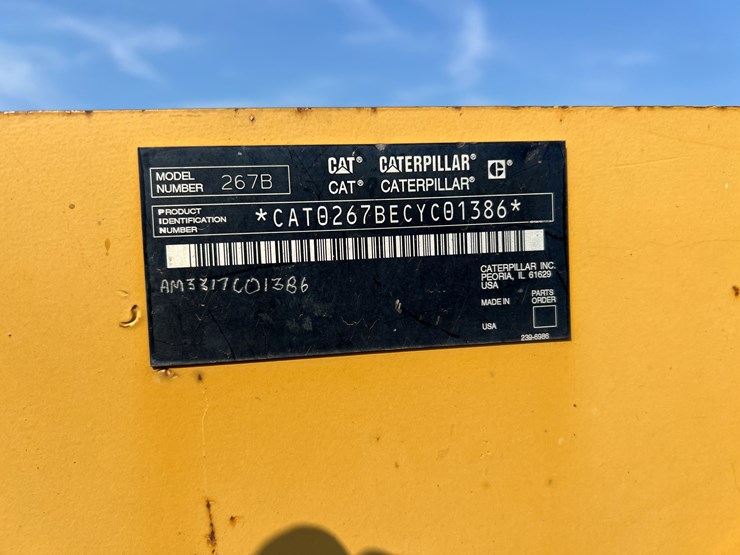 CAT® CATERPILLAR® C®
CAT® CATERPILLAR®
MODEL NUMBER 267B
PRODUCT IDENTIFICATION NUMBER *CAT0267BECYC01386*
AM3317C01386
CATERPILLAR INC.
PEORIA, IL 61629
USA
MADE IN
USA
PARTS ORDER
239-6986